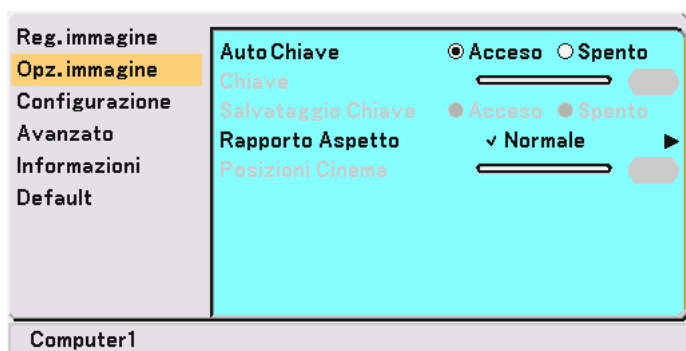 Reg.immagine
Opz.immagine
Configurazione
Avanzato
Informazioni
Default
Auto Chiave Acceso Spento
Chiave
Salvataggio Chiave Acceso Spento
Rapporto Aspetto ✓ Normale
Posizioni Cinema
Computer1